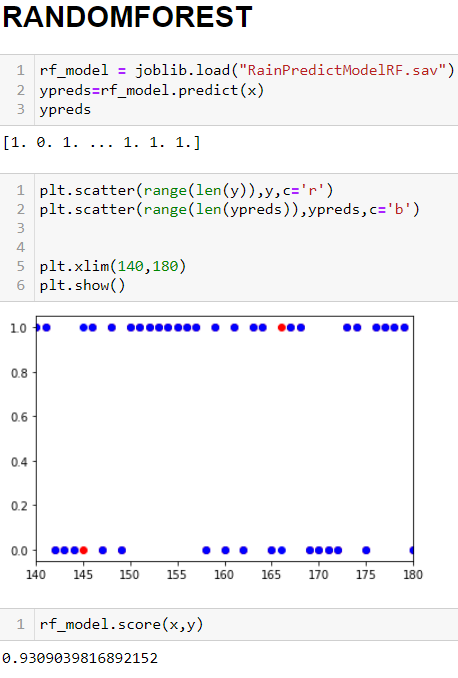 RANDOMFOREST
1 rf_model = joblib.load("RainPredictModelRF.sav")
2 ypreds=rf_model.predict(x)
3 ypreds
[1. 0. 1. ... 1. 1. 1.]
1 plt.scatter(range(len(y)),y,c='r')
2 plt.scatter(range(len(ypreds)),ypreds,c='b')
3
4
5 plt.xlim(140,180)
6 plt.show()
1.0
0.8
0.6
0.4
0.2
0.0
140 145 150 155 160 165 170 175 180
1 rf_model.score(x,y)
0.9309039816892152